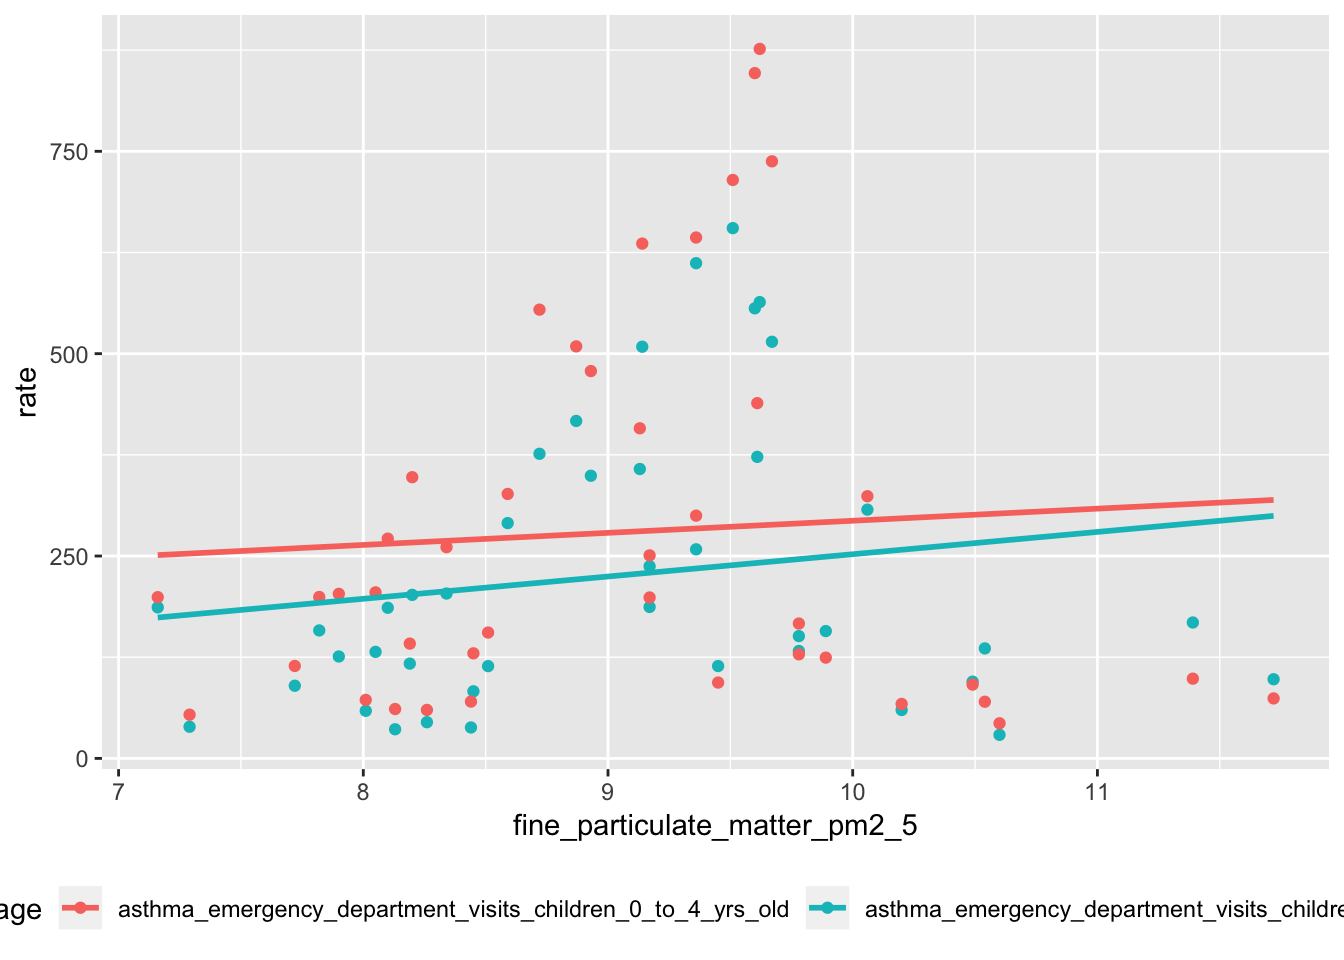 750
500
250
0
rate
7 8 9 10 11
fine_particulate_matter_pm2_5
age asthma_emergency_department_visits_children_0_to_4_yrs_old asthma_emergency_department_visits_childre